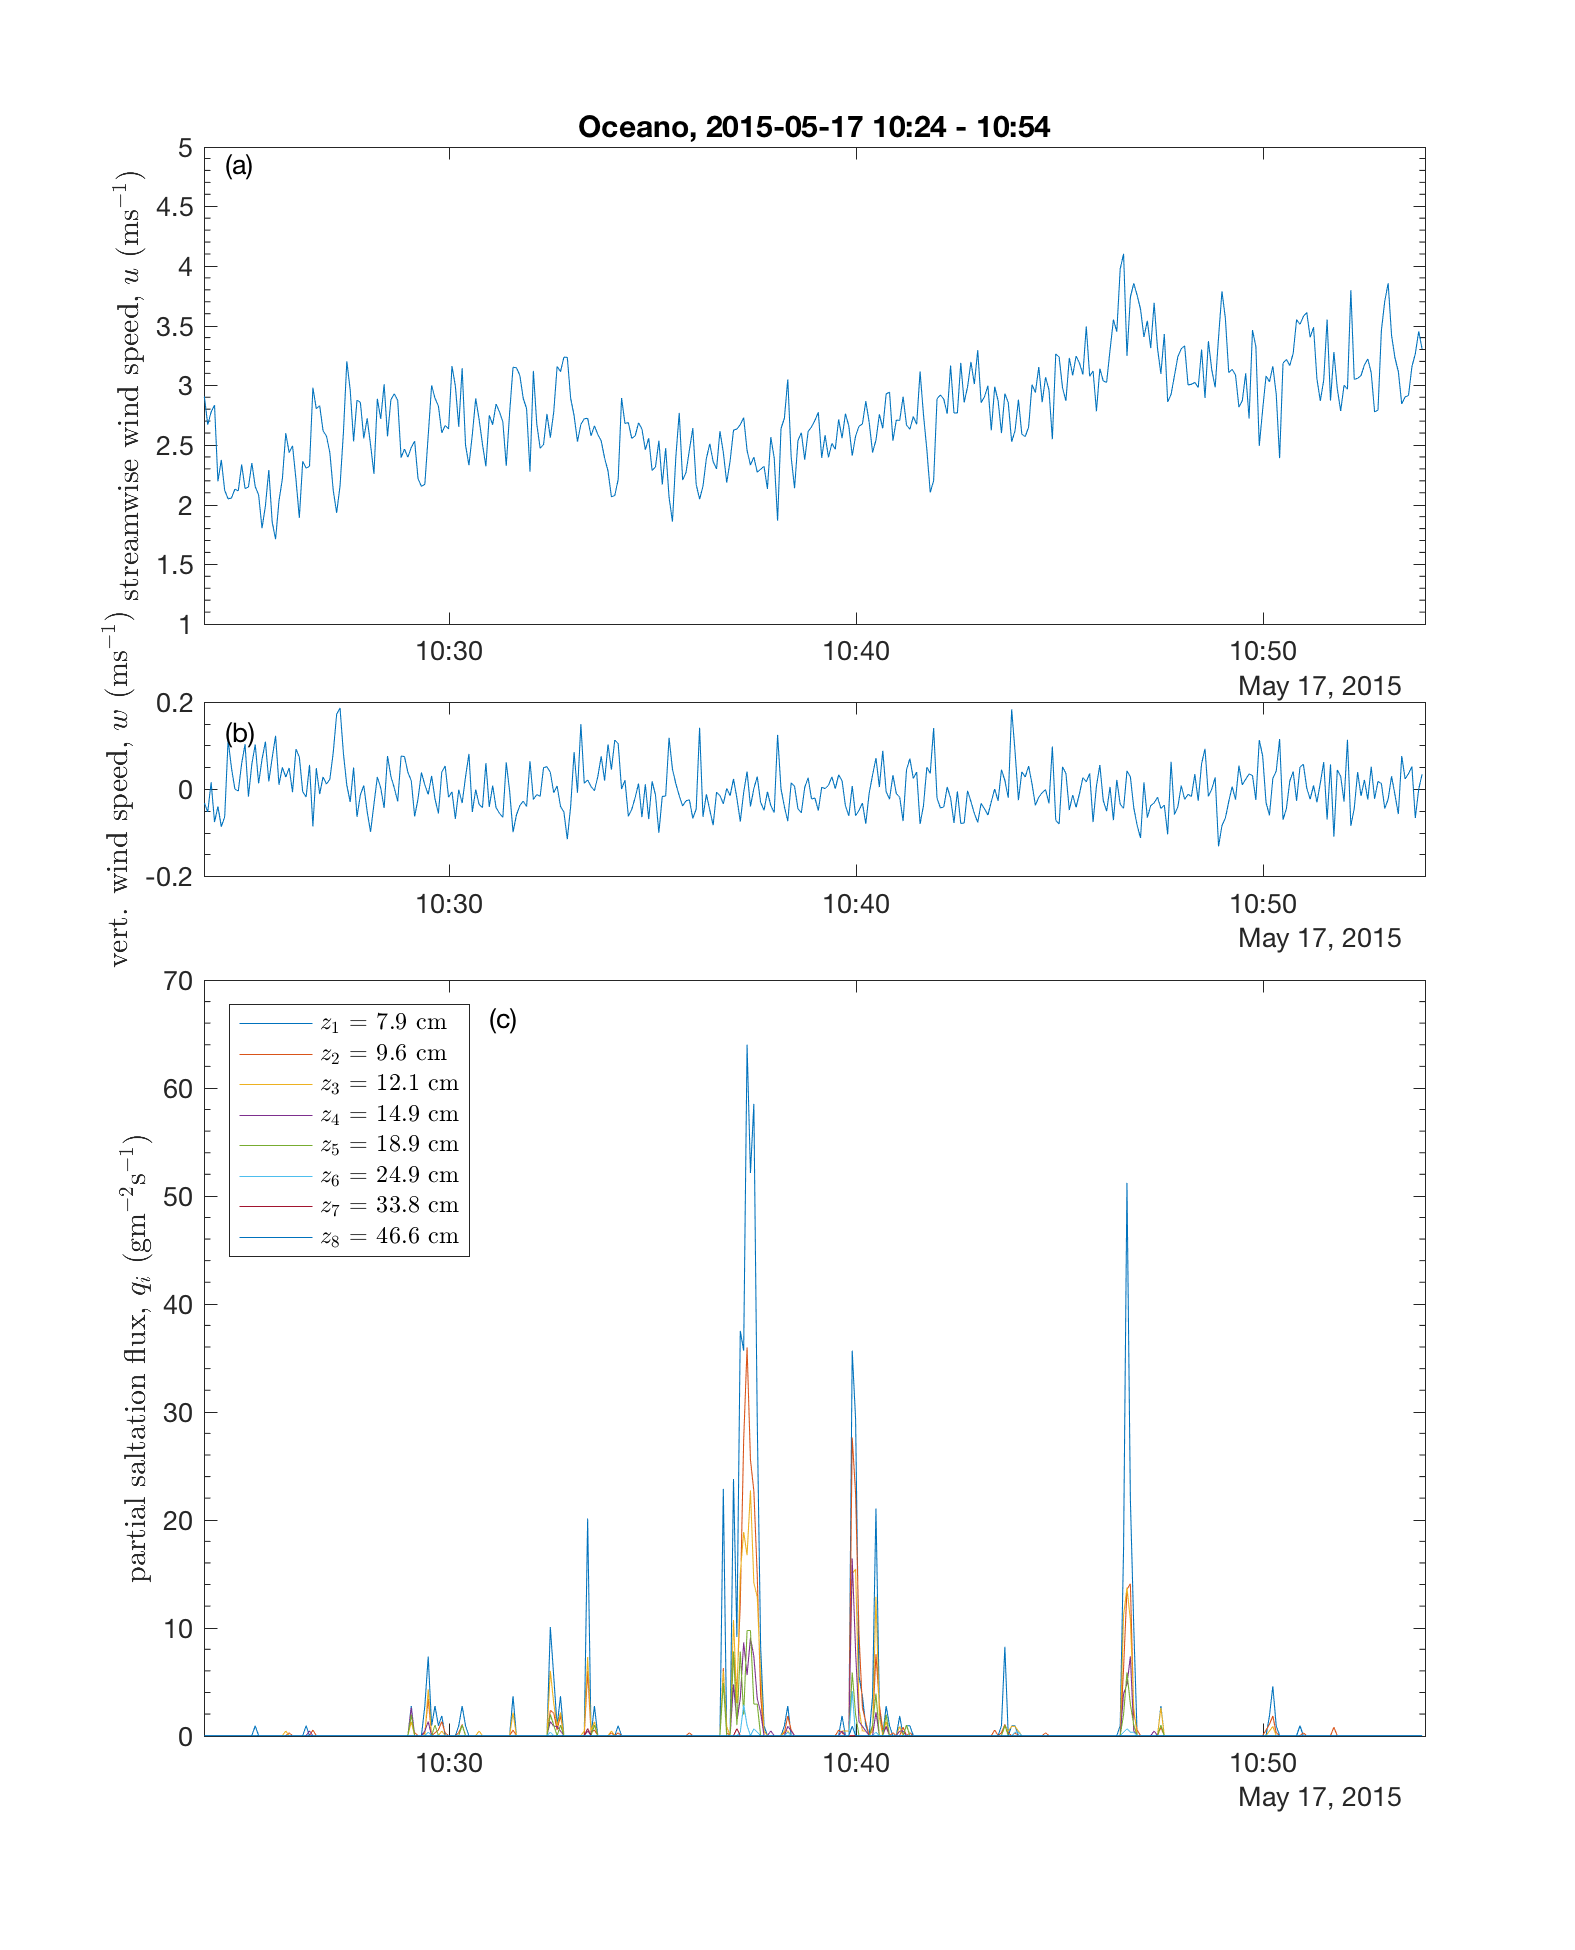 Oceano, 2015-05-17 10:24 - 10:54
(a)
streamwise wind speed, u (ms⁻¹)
5
4.5
4
3.5
3
2.5
2
1.5
1
10:30 10:40 10:50
May 17, 2015
(b)
vert. wind speed, w (ms⁻¹)
0.2
0
-0.2
10:30 10:40 10:50
May 17, 2015
(c)
partial saltation flux, qᵢ (gm⁻²s⁻¹)
70
60
50
40
30
20
10
0
z₁ = 7.9 cm
z₂ = 9.6 cm
z₃ = 12.1 cm
z₄ = 14.9 cm
z₅ = 18.9 cm
z₆ = 24.9 cm
z₇ = 33.8 cm
z₈ = 46.6 cm
10:30 10:40 10:50
May 17, 2015